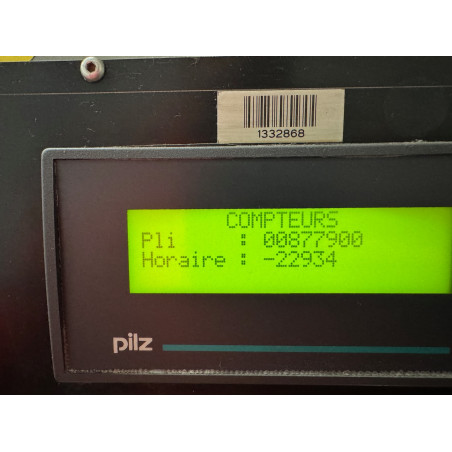 1332868
COMPTEURS
Pli : 00877900
Horaire : -22934
pilz